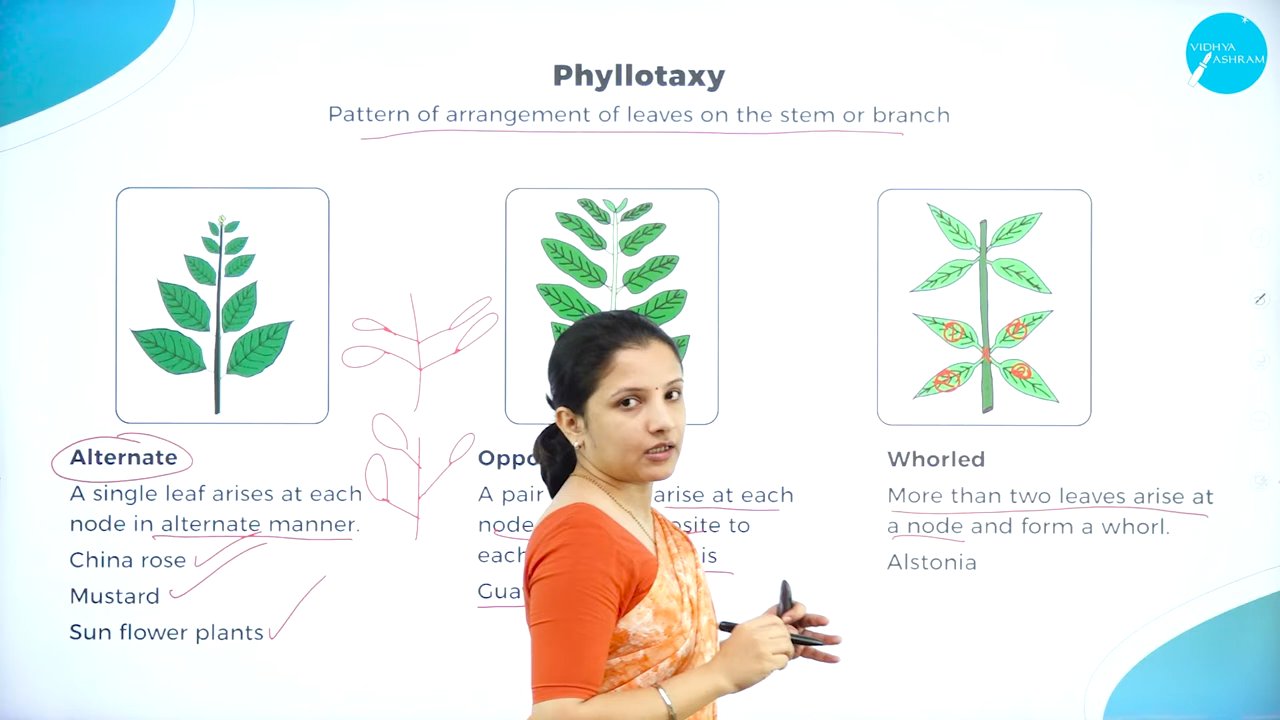 VIDHYA
ASHRAM
Phyllotaxy
Pattern of arrangement of leaves on the stem or branch
Alternate
A single leaf arises at each
node in alternate manner.
China rose
Mustard
Sun flower plants
A pair arise at each
node to
each is
Whorled
More than two leaves arise at
a node and form a whorl.
Alstonia